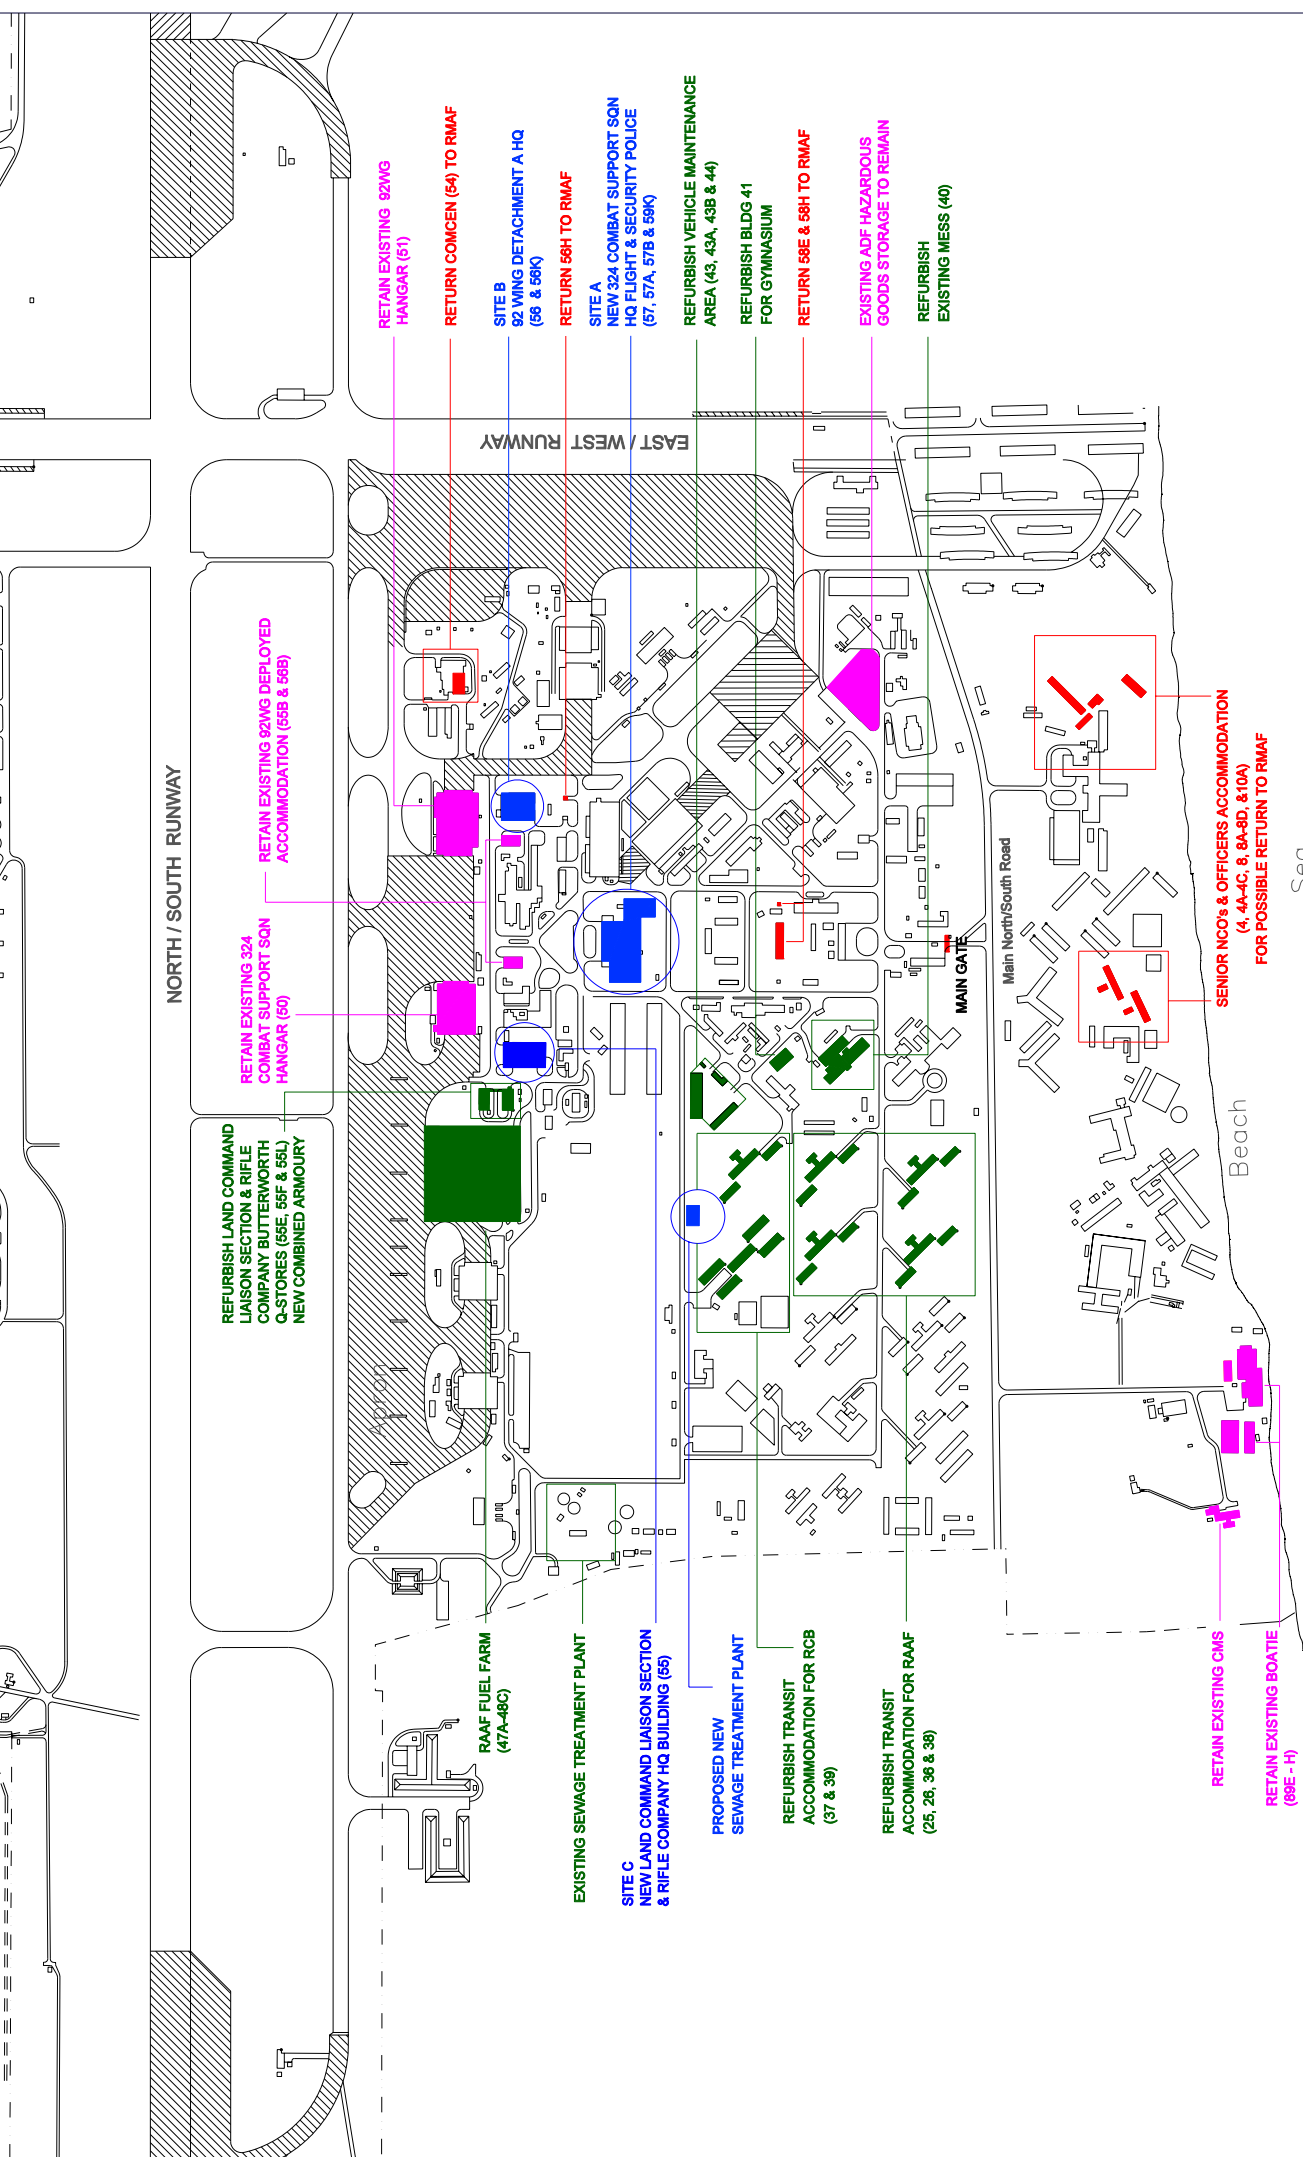 RETAIN EXISTING  92WG
HANGAR (51)
RETURN COMCEN (54) TO RMAF
SITE B
92 WING DETACHMENT A HQ
(56  & 56K)
RETURN 56H TO RMAF
SITE A
NEW 324 COMBAT SUPPORT SQN
HQ FLIGHT & SECURITY POLICE
(57, 57A, 57B & 59K)
REFURBISH VEHICLE MAINTENANCE
AREA (43, 43A, 43B & 44)
REFURBISH BLDG 41
FOR GYMNASIUM
RETURN 58E & 58H TO RMAF
EXISTING ADF HAZARDOUS
GOODS STORAGE TO REMAIN
REFURBISH
EXISTING MESS (40)
EAST / WEST  RUNWAY
NORTH / SOUTH  RUNWAY
RETAIN EXISTING 92WG DEPLOYED
ACCOMMODATION (55B & 56B)
RETAIN EXISTING 324
COMBAT SUPPORT SQN
HANGAR (50)
REFURBISH LAND COMMAND
LIAISON SECTION & RIFLE
COMPANY BUTTERWORTH
Q-STORES (55E, 55F & 55L)
NEW COMBINED ARMOURY
Apron
MAIN GATE
Main North/South Road
SENIOR NCO's & OFFICERS ACCOMMODATION
(4, 4A-4C, 8, 8A-8D, &10A)
FOR POSSIBLE RETURN TO RMAF
Sea
Beach
RAAF FUEL FARM
(47A-48C)
EXISTING SEWAGE TREATMENT PLANT
SITE C
NEW LAND COMMAND LIAISON SECTION
& RIFLE COMPANY HQ BUILDING (55)
PROPOSED NEW
SEWAGE TREATMENT PLANT
REFURBISH TRANSIT
ACCOMMODATION FOR RCB
(37 & 39)
REFURBISH TRANSIT
ACCOMMODATION FOR RAAF
(25, 26, 36 & 38)
RETAIN EXISTING CMS
RETAIN EXISTING BOATIE
(89E - H)